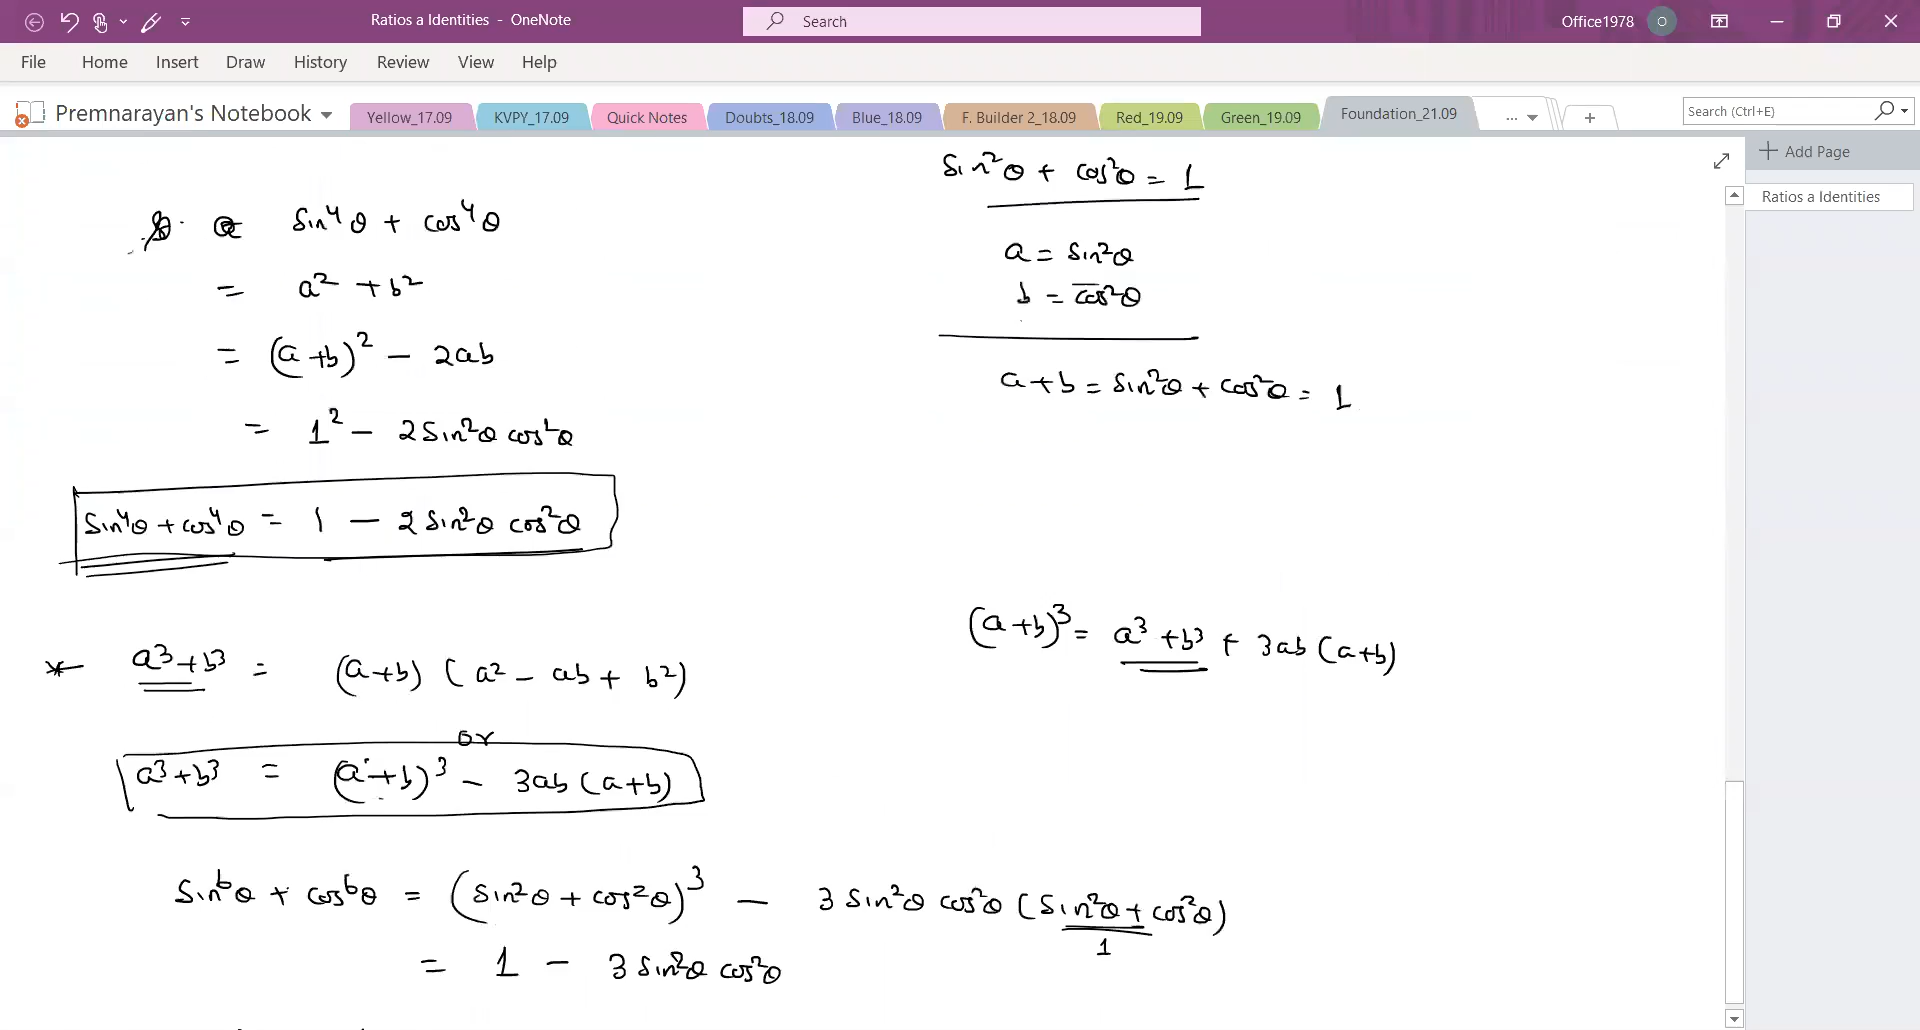 Ratios a Identities - OneNote
Search
Office1978
O
File Home Insert Draw History Review View Help
Premnarayan's Notebook
Yellow_17.09 KVPY_17.09 Quick Notes Doubts_18.09 Blue_18.09 F. Builder 2_18.09 Red_19.09 Green_19.09 Foundation_21.09 ... +
Search (Ctrl+E)
+ Add Page
Ratios a Identities
sin²θ + cos²θ = 1
sin⁴θ + cos⁴θ
= a² + b²
= (a+b)² - 2ab
= 1² - 2 sin²θ cos²θ
sin⁴θ + cos⁴θ = 1 - 2 sin²θ cos²θ
a = sin²θ
b = cos²θ
a+b = sin²θ + cos²θ = 1
(a+b)³ = a³ + b³ + 3ab (a+b)
* a³+b³ = (a+b) (a² - ab + b²)
or
a³+b³ = (a+b)³ - 3ab (a+b)
sin⁶θ + cos⁶θ = (sin²θ + cos²θ)³ - 3 sin²θ cos²θ (sin²θ + cos²θ)
1
= 1 - 3 sin²θ cos²θ